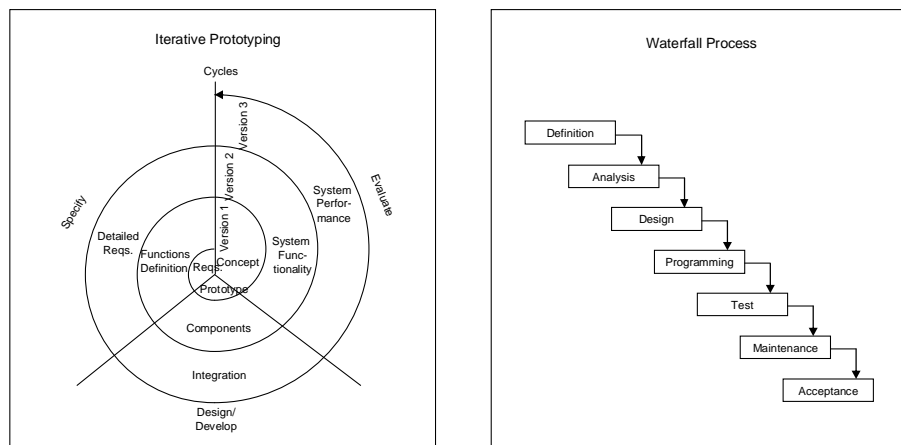 Iterative Prototyping
Cycles
Version 3
Version 2
Version 1
Specify
Evaluate
System
Perfor-
mance
Detailed
Reqs.
Functions
Definition
System
Func-
tionality
Reqs.
Concept
Prototype
Components
Integration
Design/
Develop
Waterfall Process
Definition
Analysis
Design
Programming
Test
Maintenance
Acceptance